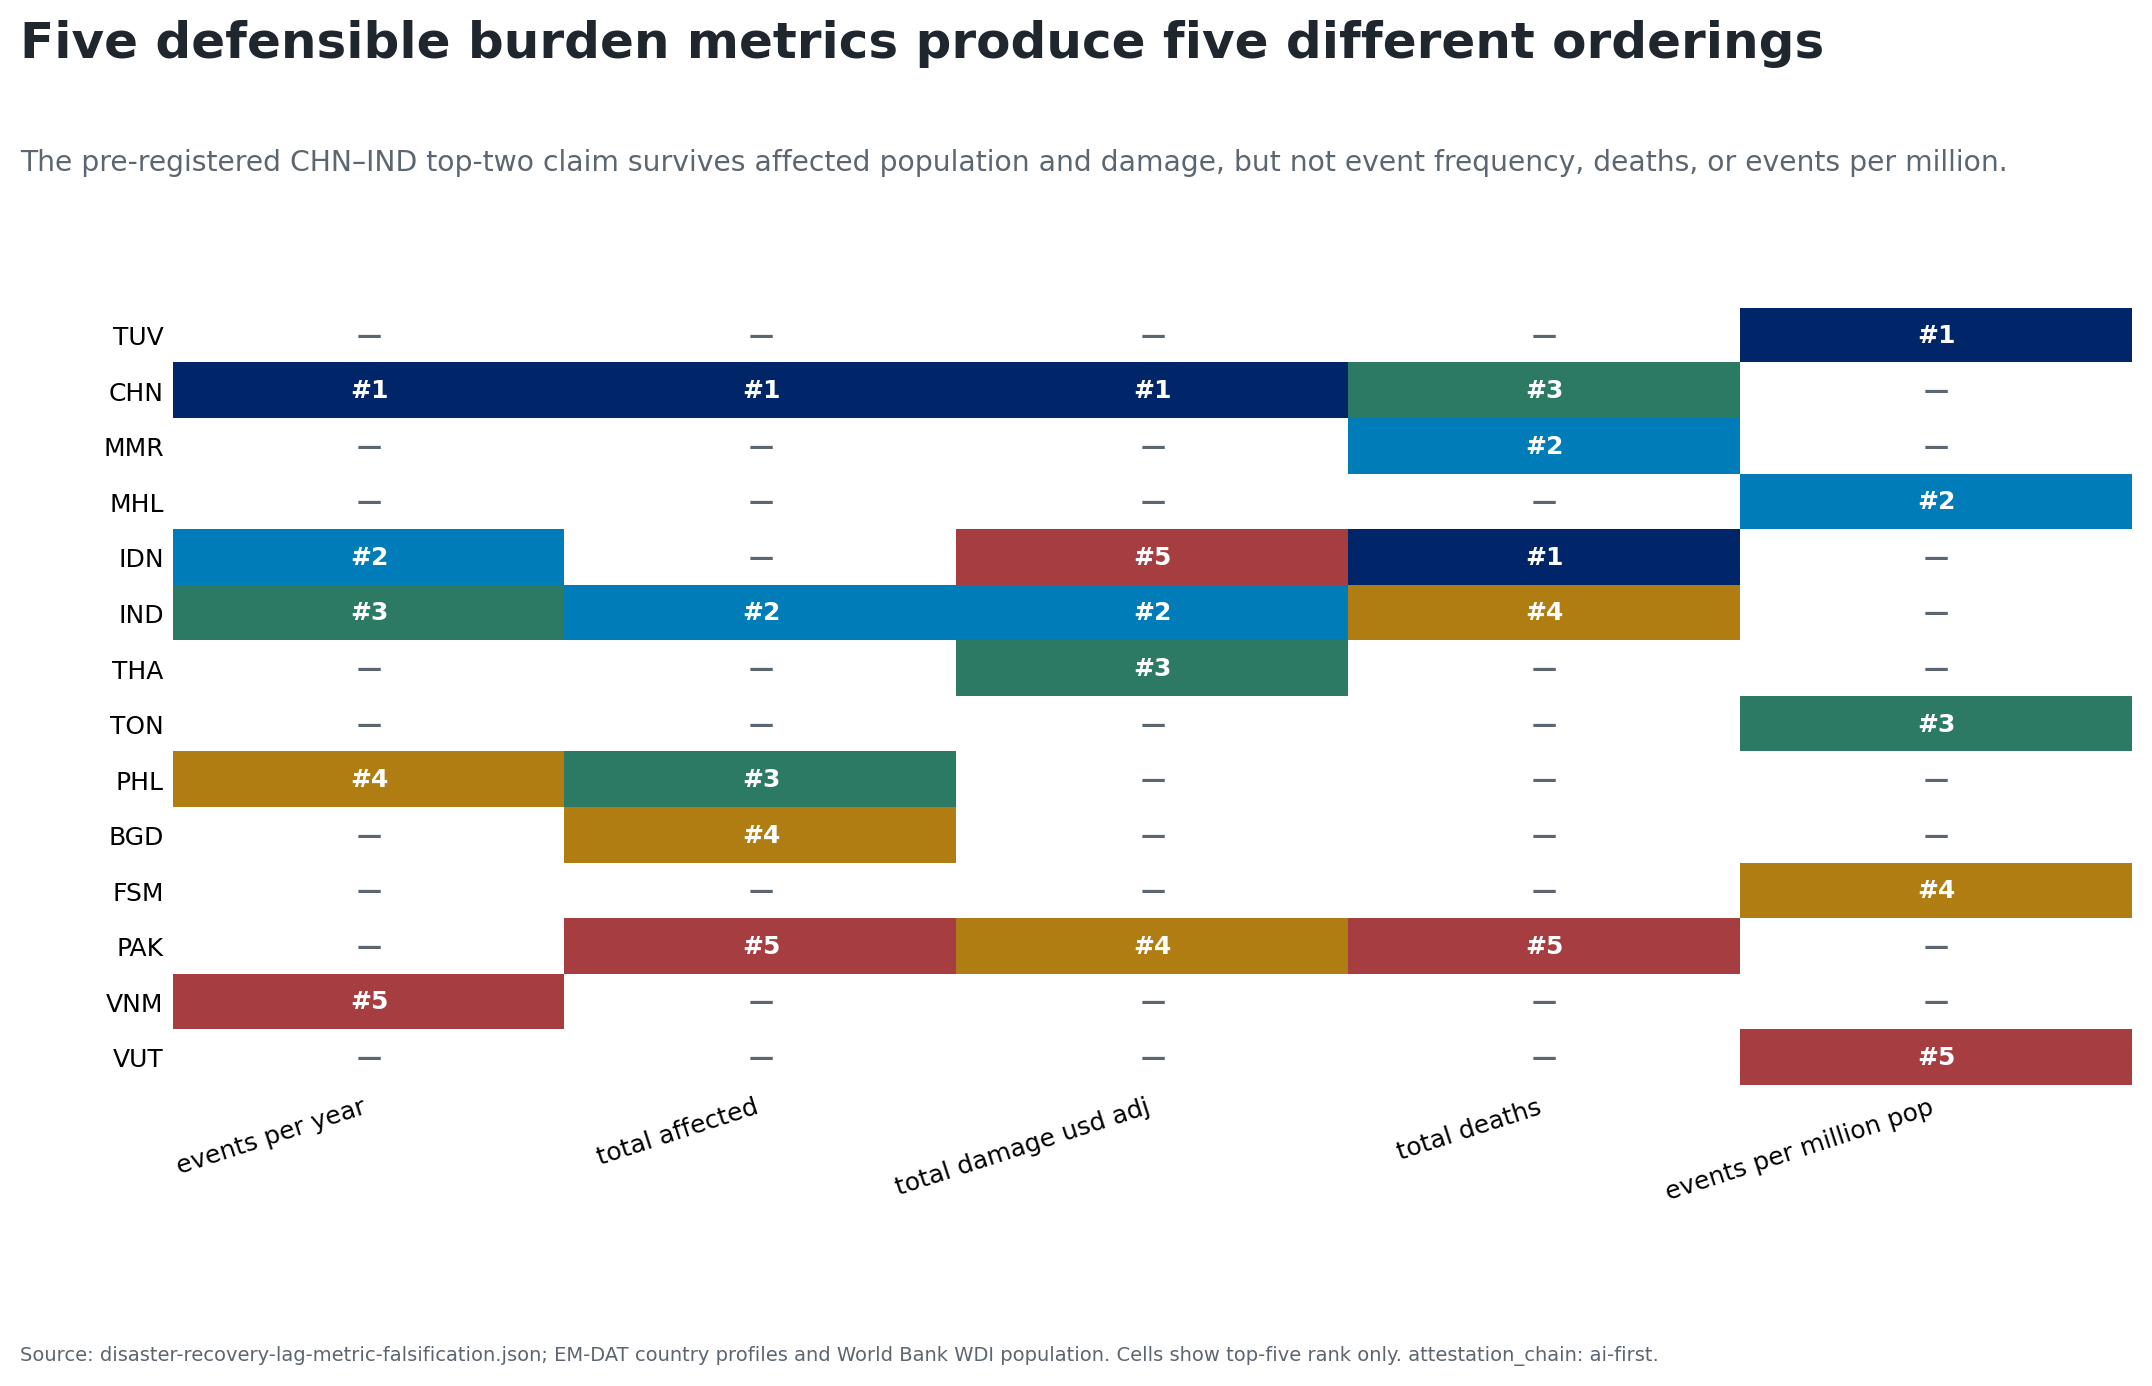 Five defensible burden metrics produce five different orderings
The pre-registered CHN–IND top-two claim survives affected population and damage, but not event frequency, deaths, or events per million.
TUV — — — — #1
CHN #1 #1 #1 #3 —
MMR — — — #2 —
MHL — — — — #2
IDN #2 — #5 #1 —
IND #3 #2 #2 #4 —
THA — — #3 — —
TON — — — — #3
PHL #4 #3 — — —
BGD — #4 — — —
FSM — — — — #4
PAK — #5 #4 #5 —
VNM #5 — — — —
VUT — — — — #5
events per year total affected total damage usd adj total deaths events per million pop
Source: disaster-recovery-lag-metric-falsification.json; EM-DAT country profiles and World Bank WDI population. Cells show top-five rank only. attestation_chain: ai-first.